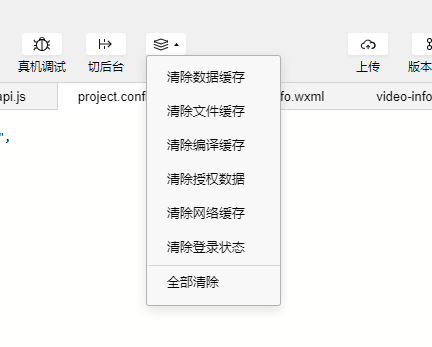 真机调试 切后台 上传 版本
api.js project.conf fo.wxml video-info
",
清除数据缓存
清除文件缓存
清除编译缓存
清除授权数据
清除网络缓存
清除登录状态
全部清除